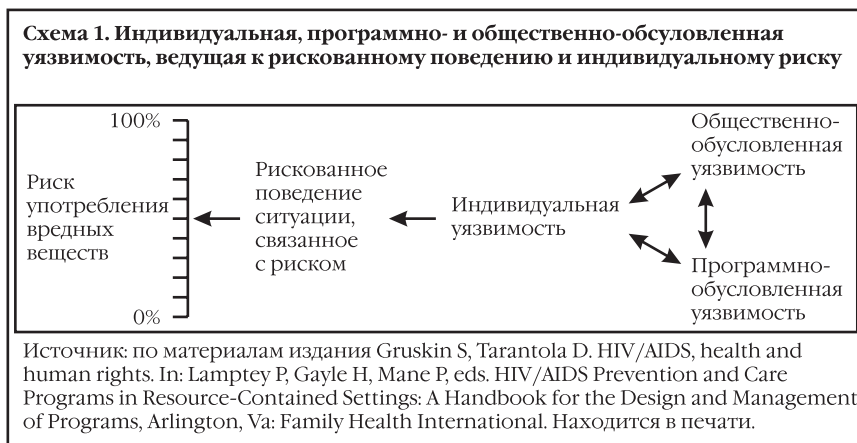 Схема 1. Индивидуальная, программно- и общественно-обсуловленная
уязвимость, ведущая к рискованному поведению и индивидуальному риску
100%
Риск
употребления
вредных
веществ
0%
Рискованное
поведение
ситуации,
связанное
с риском
Индивидуальная
уязвимость
Общественно-
обусловленная
уязвимость
Программно-
обусловленная
уязвимость
Источник: по материалам издания Gruskin S, Tarantola D. HIV/AIDS, health and
human rights. In: Lamptey P, Gayle H, Mane P, eds. HIV/AIDS Prevention and Care
Programs in Resource-Contained Settings: A Handbook for the Design and Management
of Programs, Arlington, Va: Family Health International. Находится в печати.